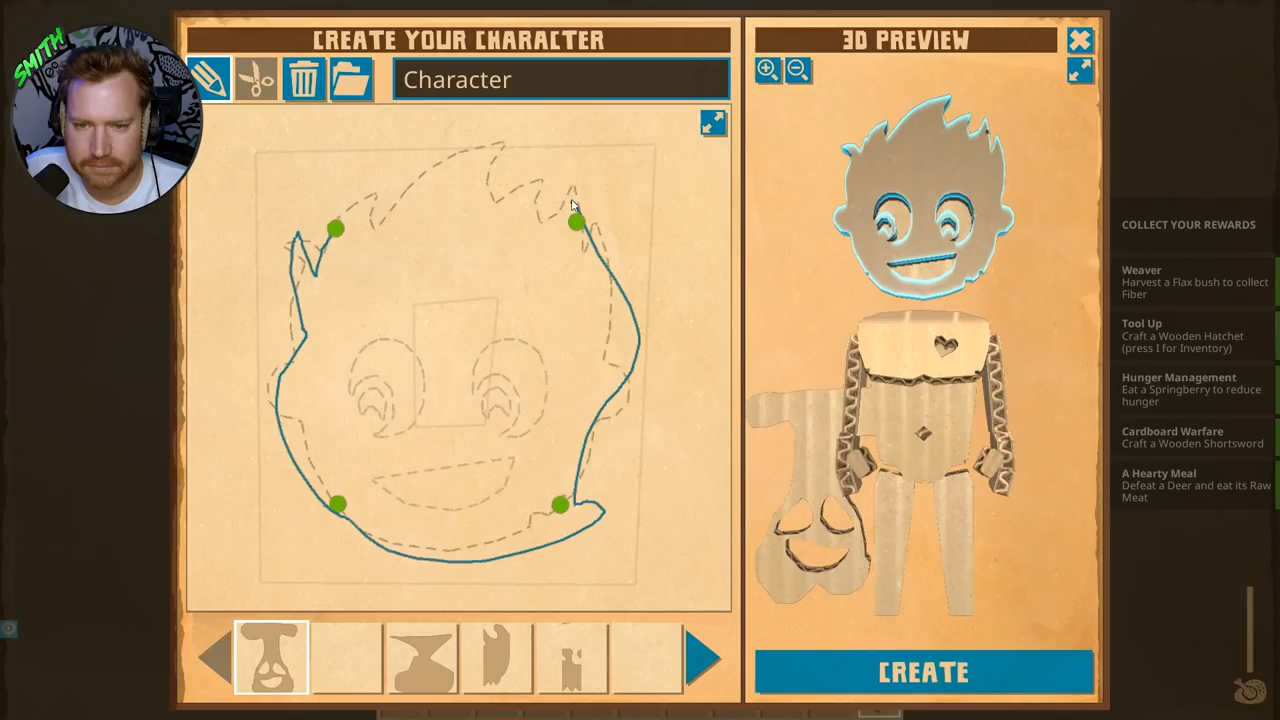 SMITH
CREATE YOUR CHARACTER
Character
3D PREVIEW
CREATE
COLLECT YOUR REWARDS
Weaver
Harvest a Flax bush to collect
Fiber
Tool Up
Craft a Wooden Hatchet
(press I for Inventory)
Hunger Management
Eat a Springberry to reduce
hunger
Cardboard Warfare
Craft a Wooden Shortsword
A Hearty Meal
Defeat a Deer and eat its Raw
Meat